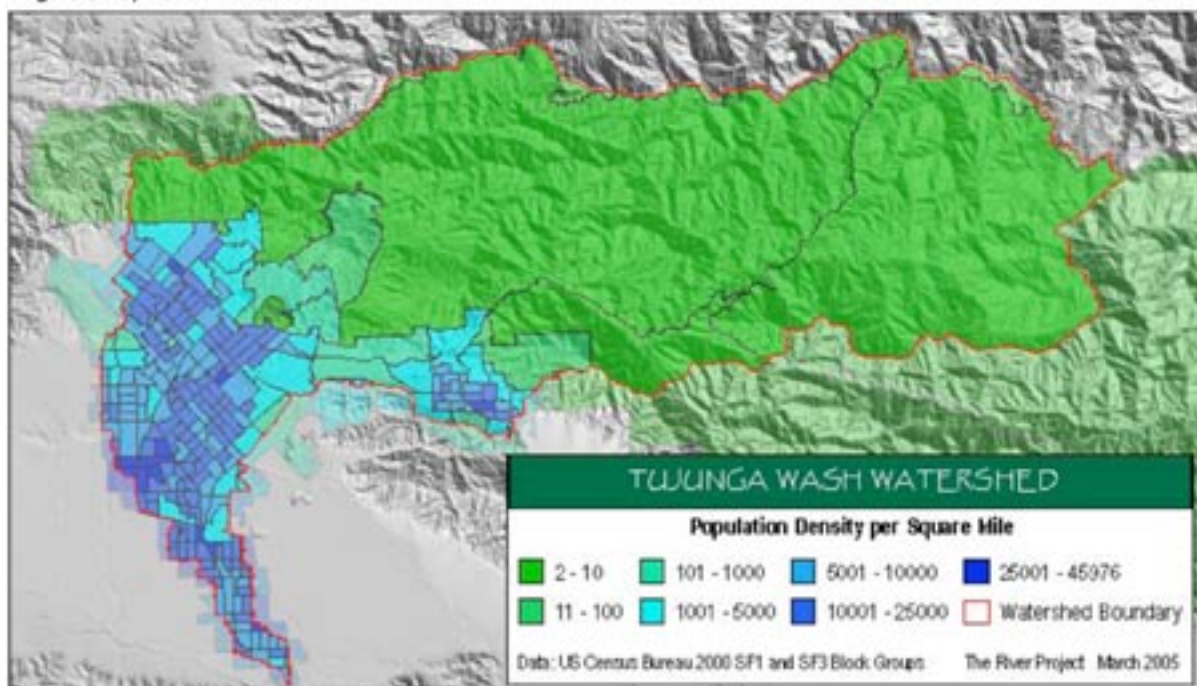 TUJUNGA WASH WATERSHED
Population Density per Square Mile
2 - 10
101 - 1000
5001 - 10000
25001 - 45976
11 - 100
1001 - 5000
10001 - 25000
Watershed Boundary
Data: US Census Bureau 2000 SF1 and SF3 Block Groups
The River Project March 2005